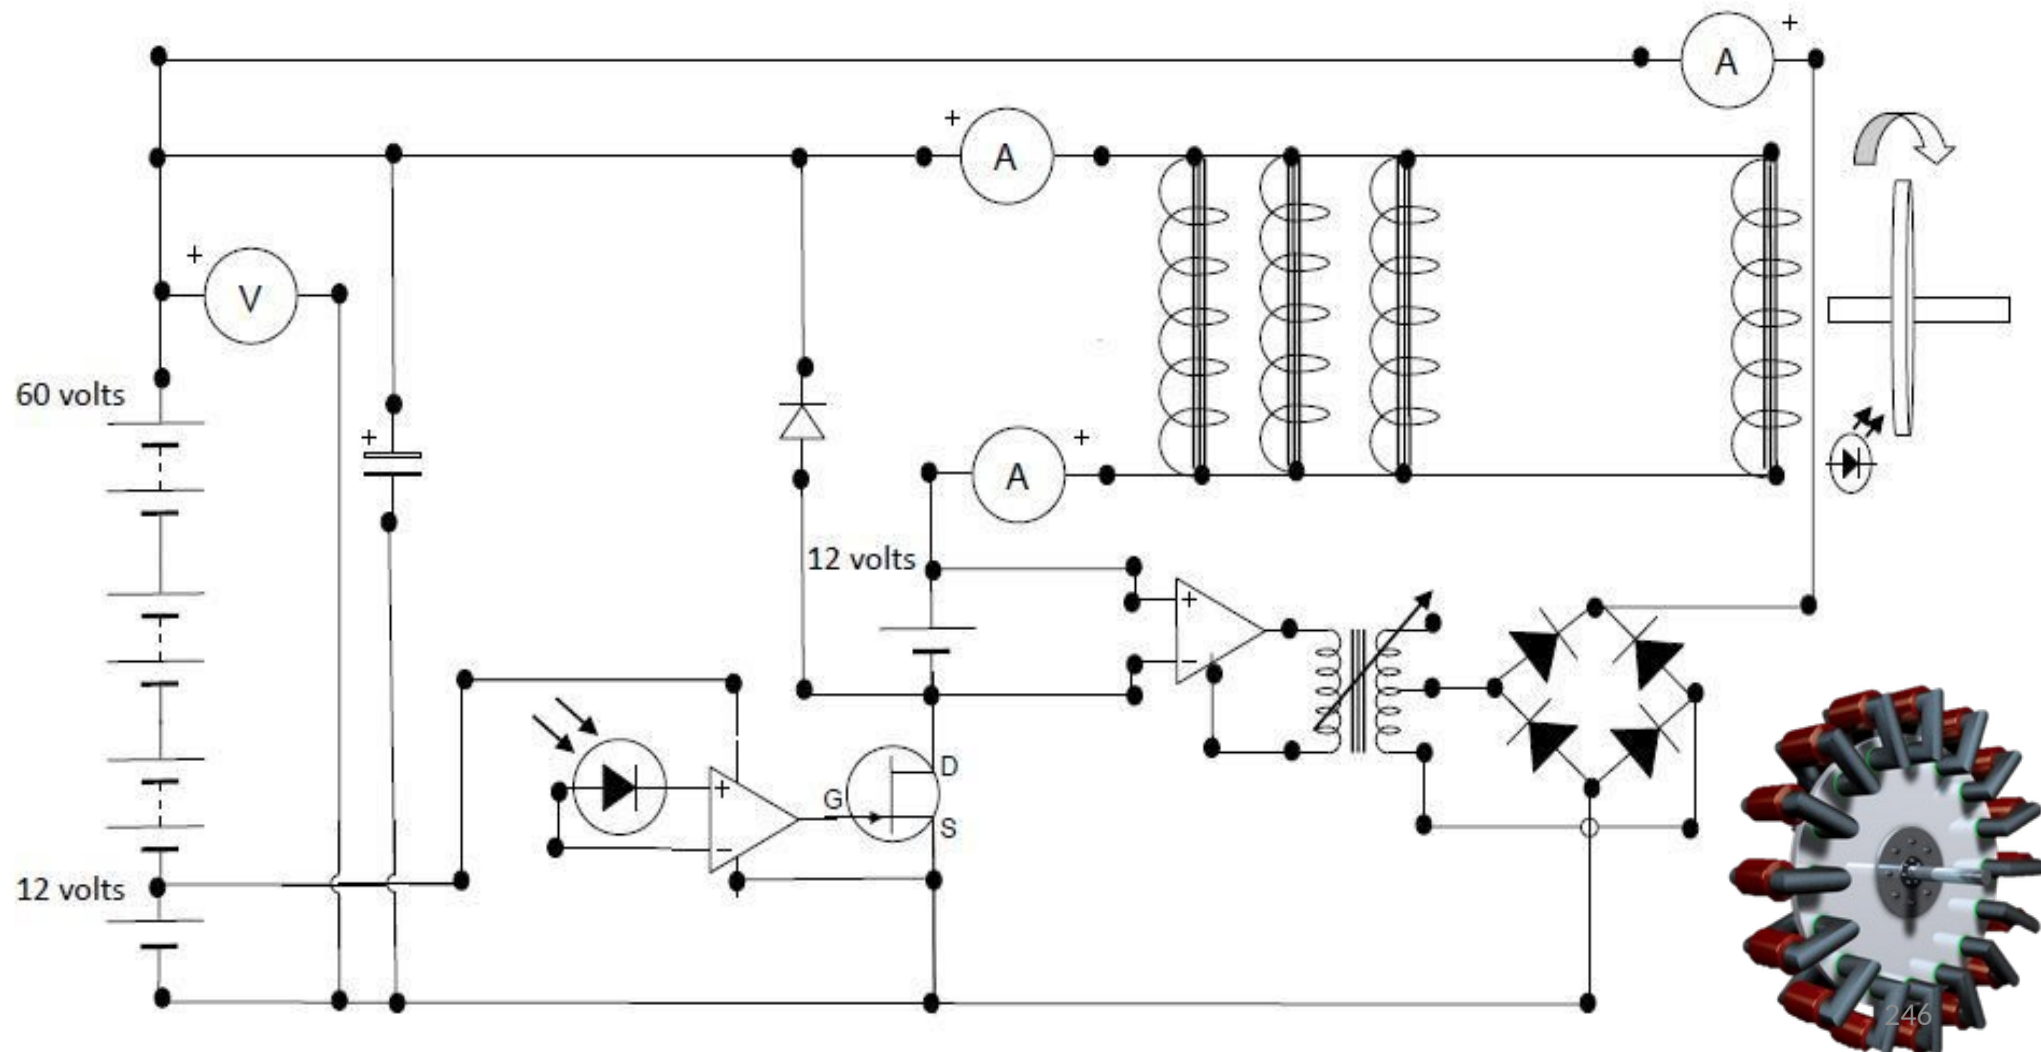 +
A
+
A
+
V
60 volts
+
+
A
12 volts
+
−
D
+
G
S
−
12 volts
246